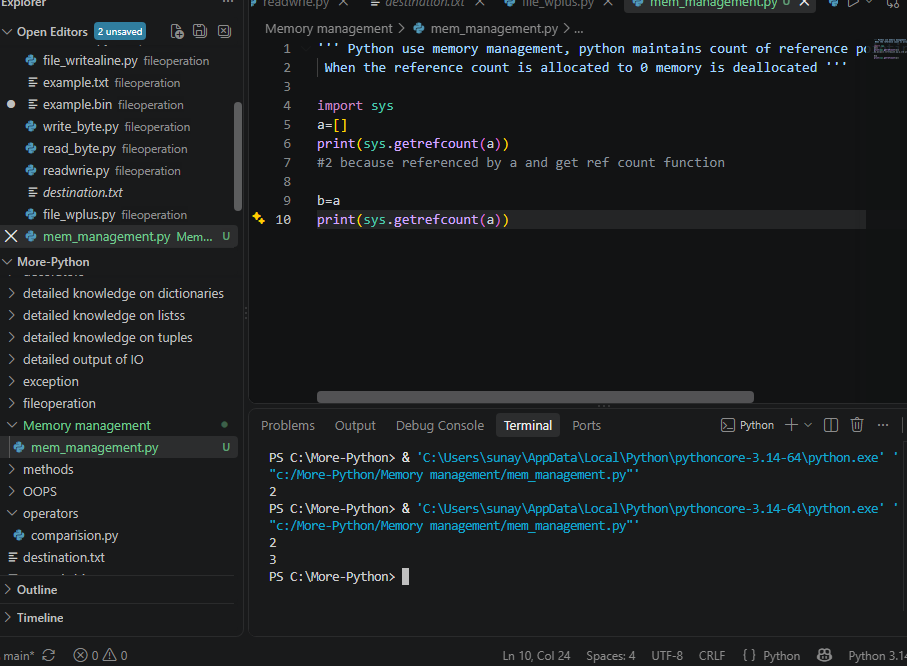 Explorer
Open Editors 2 unsaved
file_writealine.py fileoperation
example.txt fileoperation
example.bin fileoperation
write_byte.py fileoperation
read_byte.py fileoperation
readwrie.py fileoperation
destination.txt
file_wplus.py fileoperation
mem_management.py Mem... U
More-Python
detailed knowledge on dictionaries
detailed knowledge on listss
detailed knowledge on tuples
detailed output of IO
exception
fileoperation
Memory management
mem_management.py U
methods
OOPS
operators
comparision.py
destination.txt
Outline
Timeline
readwrie.py destination.txt file_wplus.py mem_management.py U
Memory management > mem_management.py > ...
1 ''' Python use memory management, python maintains count of reference
2 When the reference count is allocated to 0 memory is deallocated '''
3
4 import sys
5 a=[]
6 print(sys.getrefcount(a))
7 #2 because referenced by a and get ref count function
8
9 b=a
10 print(sys.getrefcount(a))
Problems Output Debug Console Terminal Ports Python
PS C:\More-Python> & 'C:\Users\sunay\AppData\Local\Python\pythoncore-3.14-64\python.exe' '
"c:/More-Python/Memory management/mem_management.py"'
2
PS C:\More-Python> & 'C:\Users\sunay\AppData\Local\Python\pythoncore-3.14-64\python.exe' '
"c:/More-Python/Memory management/mem_management.py"'
2
3
PS C:\More-Python>
main* 0 0 Ln 10, Col 24 Spaces: 4 UTF-8 CRLF {} Python Python 3.14